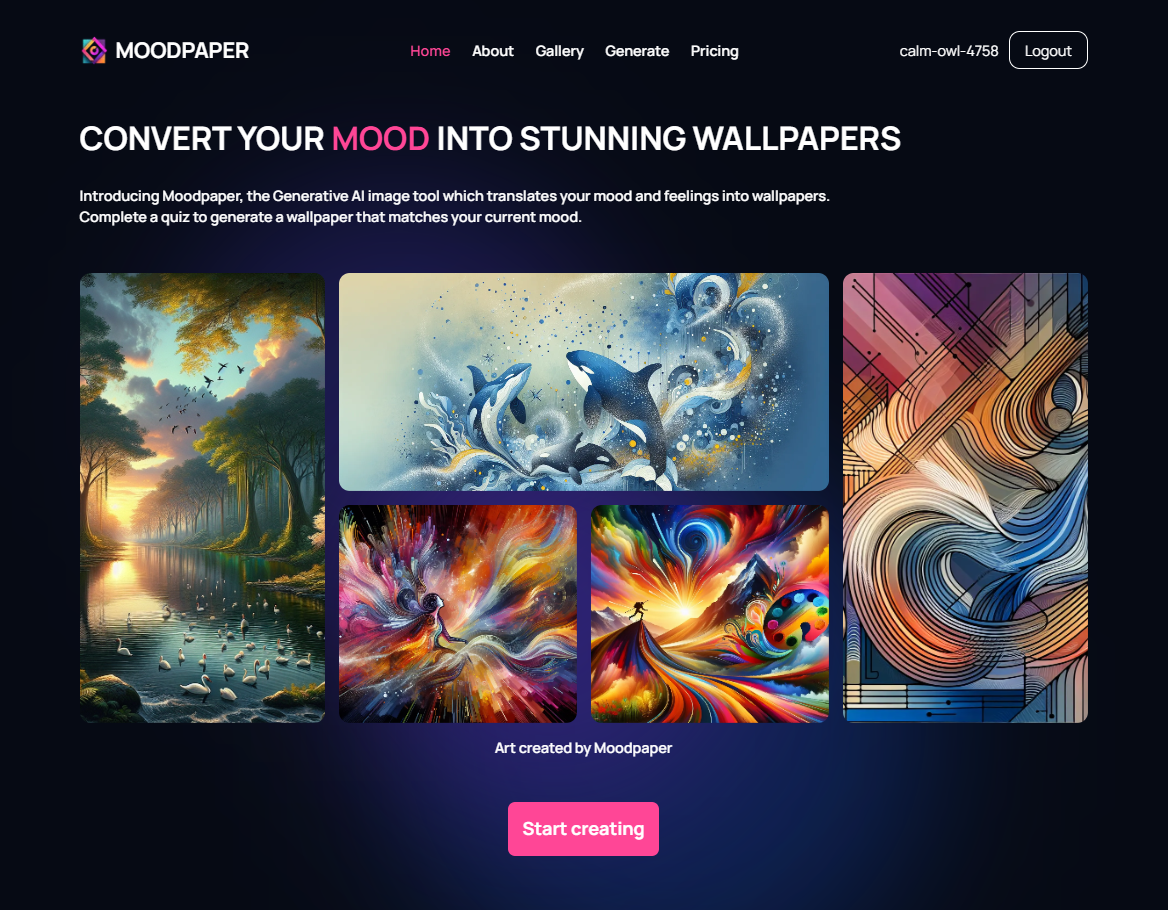 MOODPAPER
Home About Gallery Generate Pricing
calm-owl-4758 Logout
CONVERT YOUR MOOD INTO STUNNING WALLPAPERS
Introducing Moodpaper, the Generative AI image tool which translates your mood and feelings into wallpapers.
Complete a quiz to generate a wallpaper that matches your current mood.
Art created by Moodpaper
Start creating